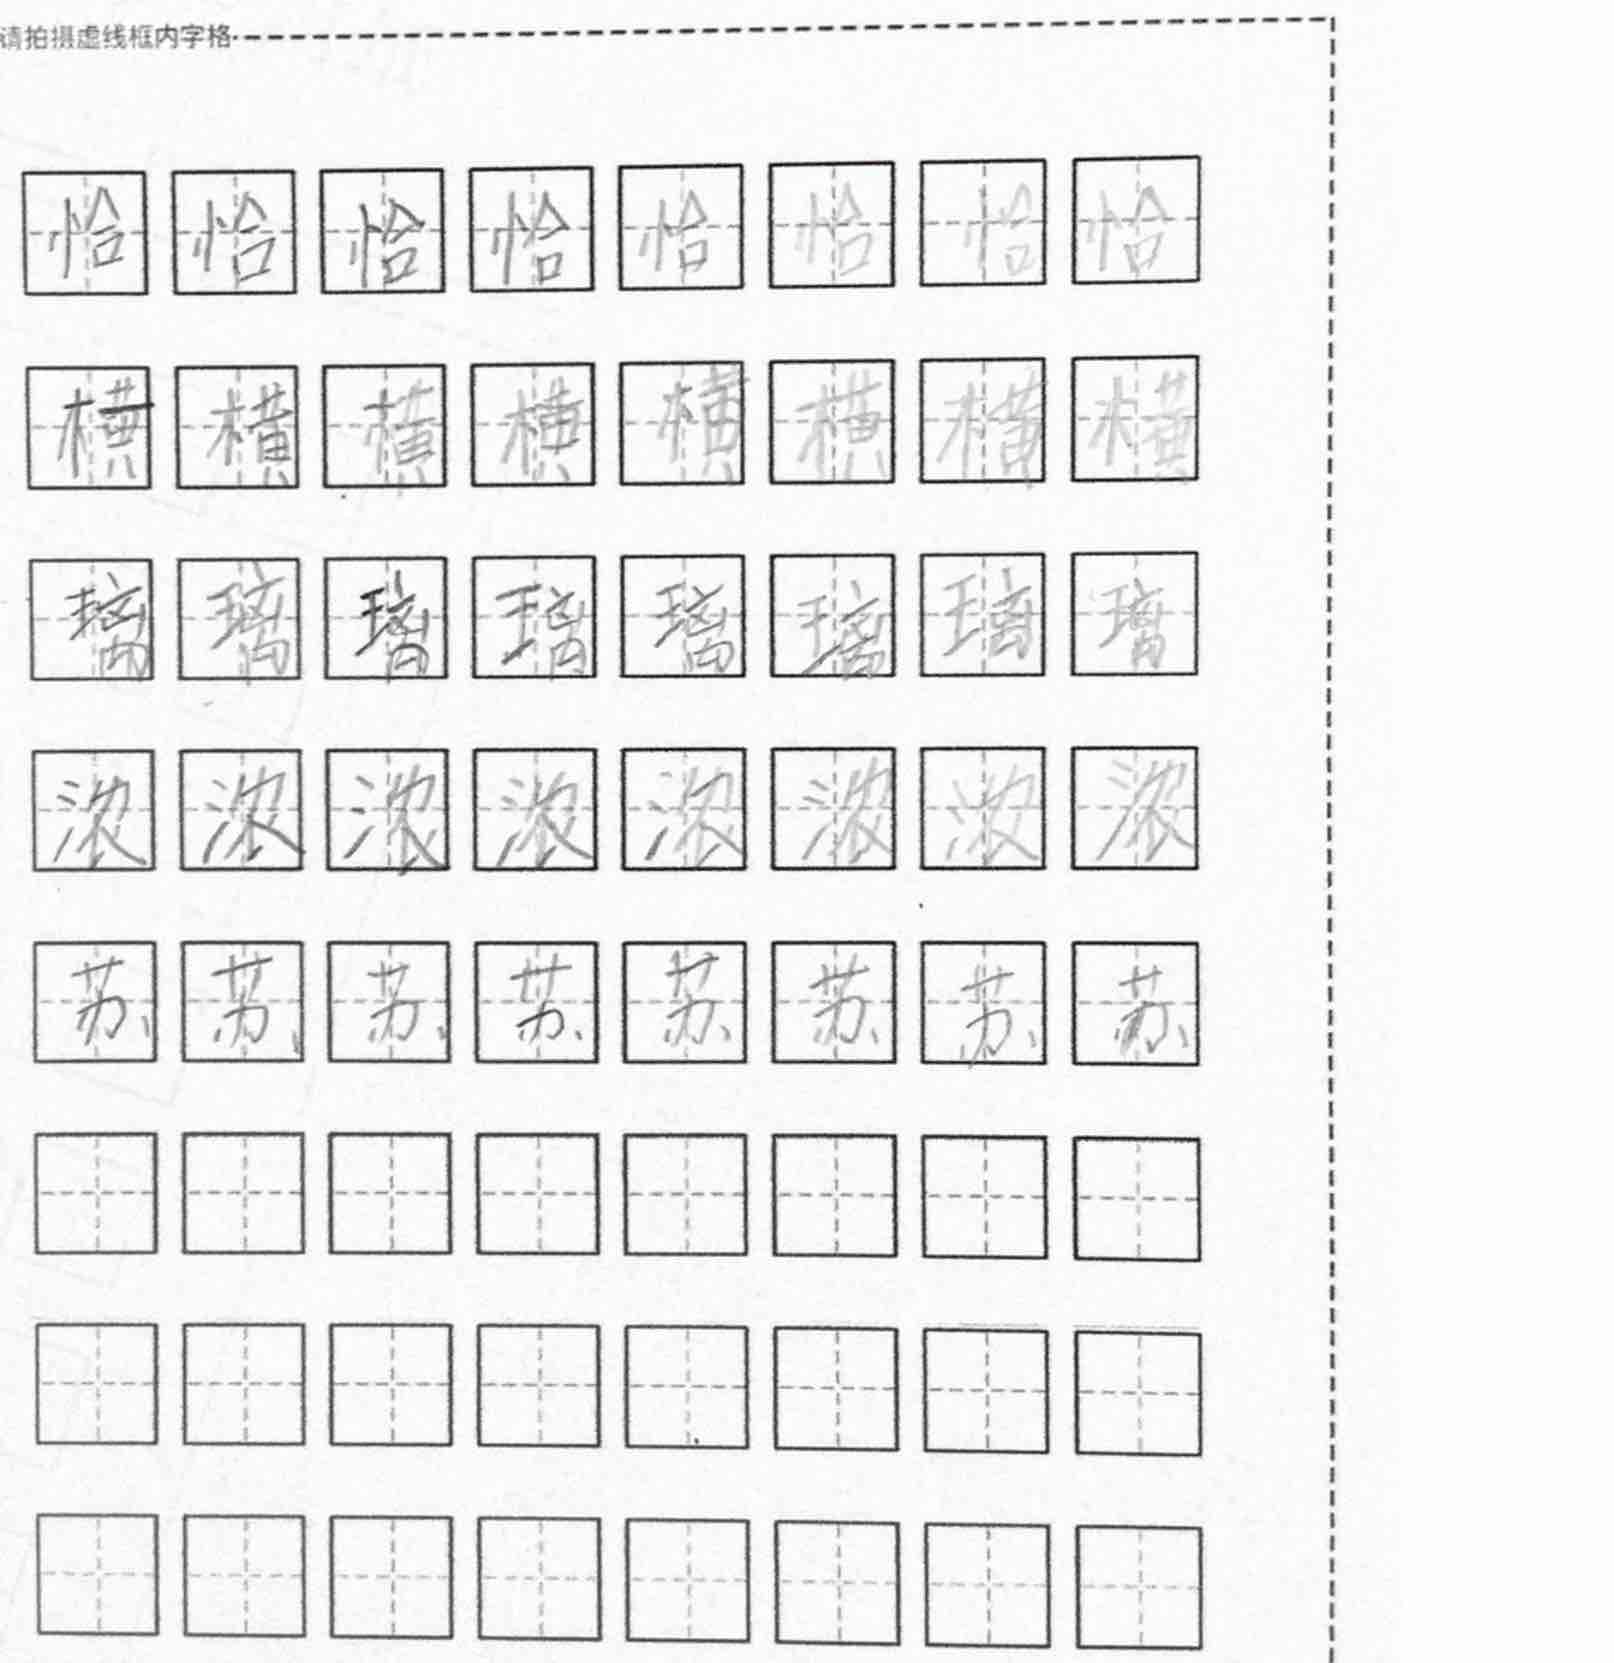 请拍摄虚线框内字格
恰恰恰恰恰恰恰恰
横横横横横横横横
璃璃璃璃璃璃璃璃
浓浓浓浓浓浓浓浓
苏苏苏苏苏苏苏苏